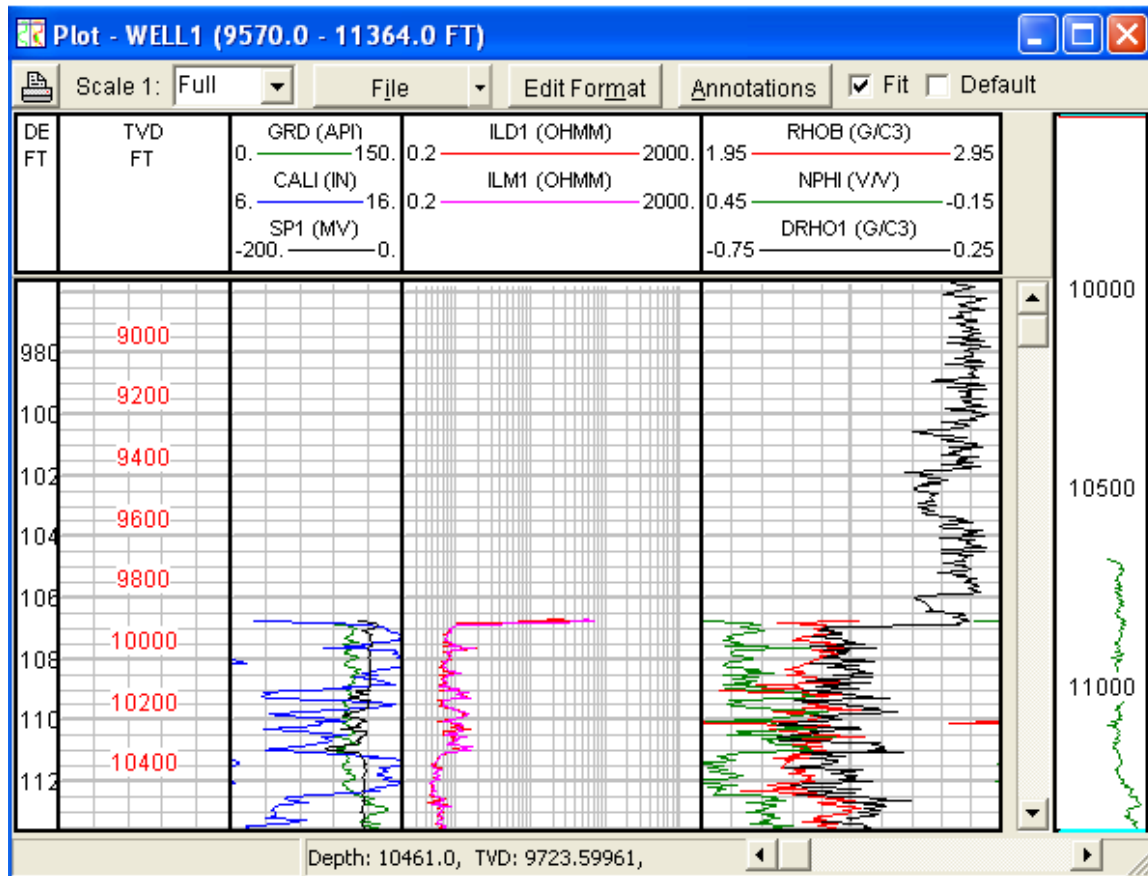 Plot - WELL1 (9570.0 - 11364.0 FT)
Scale 1: Full File Edit Format Annotations Fit Default
DE TVD GRD (API) ILD1 (OHMM) RHOB (G/C3)
FT FT 0. 150. 0.2 2000. 1.95 2.95
CALI (IN) ILM1 (OHMM) NPHI (V/V)
6. 16. 0.2 2000. 0.45 -0.15
SP1 (MV) DRHO1 (G/C3)
-200. 0. -0.75 0.25
10000
9000
980
9200
100
9400
102
10500
9600
104
9800
106
10000
108
11000
10200
110
10400
112
Depth: 10461.0, TVD: 9723.59961,